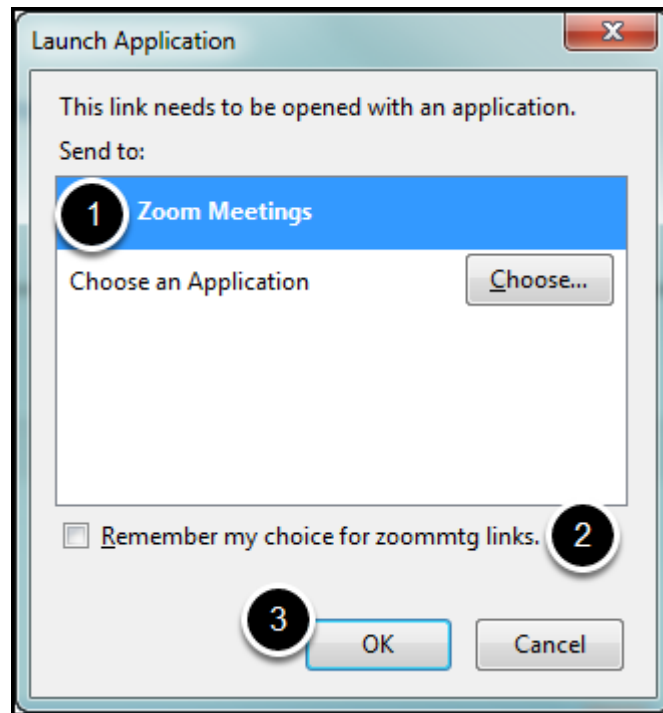 Launch Application
x
This link needs to be opened with an application.
Send to:
1 Zoom Meetings
Choose an Application Choose...
Remember my choice for zoommtg links. 2
3
OK Cancel